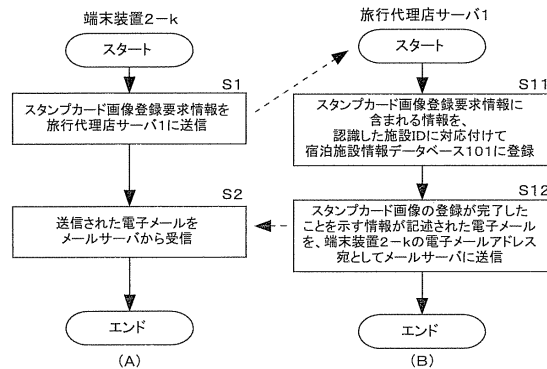 端末装置2-k
スタート
S1
スタンプカード画像登録要求情報を
旅行代理店サーバ1に送信
S2
送信された電子メールを
メールサーバから受信
エンド
(A)
旅行代理店サーバ1
スタート
S11
スタンプカード画像登録要求情報に
含まれる情報を、
認識した施設IDに対応付けて
宿泊施設情報データベース101に登録
S12
スタンプカード画像の登録が完了した
ことを示す情報が記述された電子メール
を、端末装置2-kの電子メールアドレス
宛としてメールサーバに送信
エンド
(B)